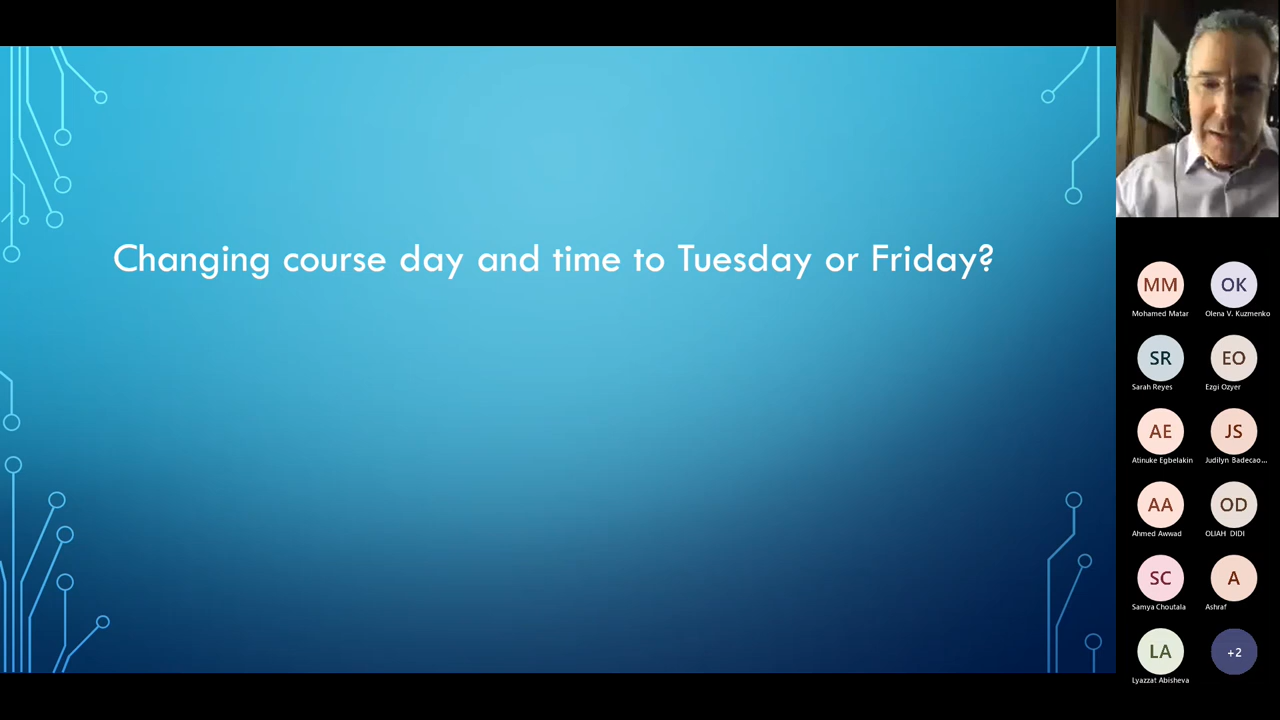 Changing course day and time to Tuesday or Friday?
MM OK
Mohamed Matar Olena V. Kuzmenko
SR EO
Sarah Reyes Ezgi Ozyer
AE JS
Atinuke Egbelakin Judilyn Badecao...
AA OD
Ahmed Awwad OLIAH DIDI
SC A
Samya Choutala Ashraf
LA +2
Lyazzat Abisheva